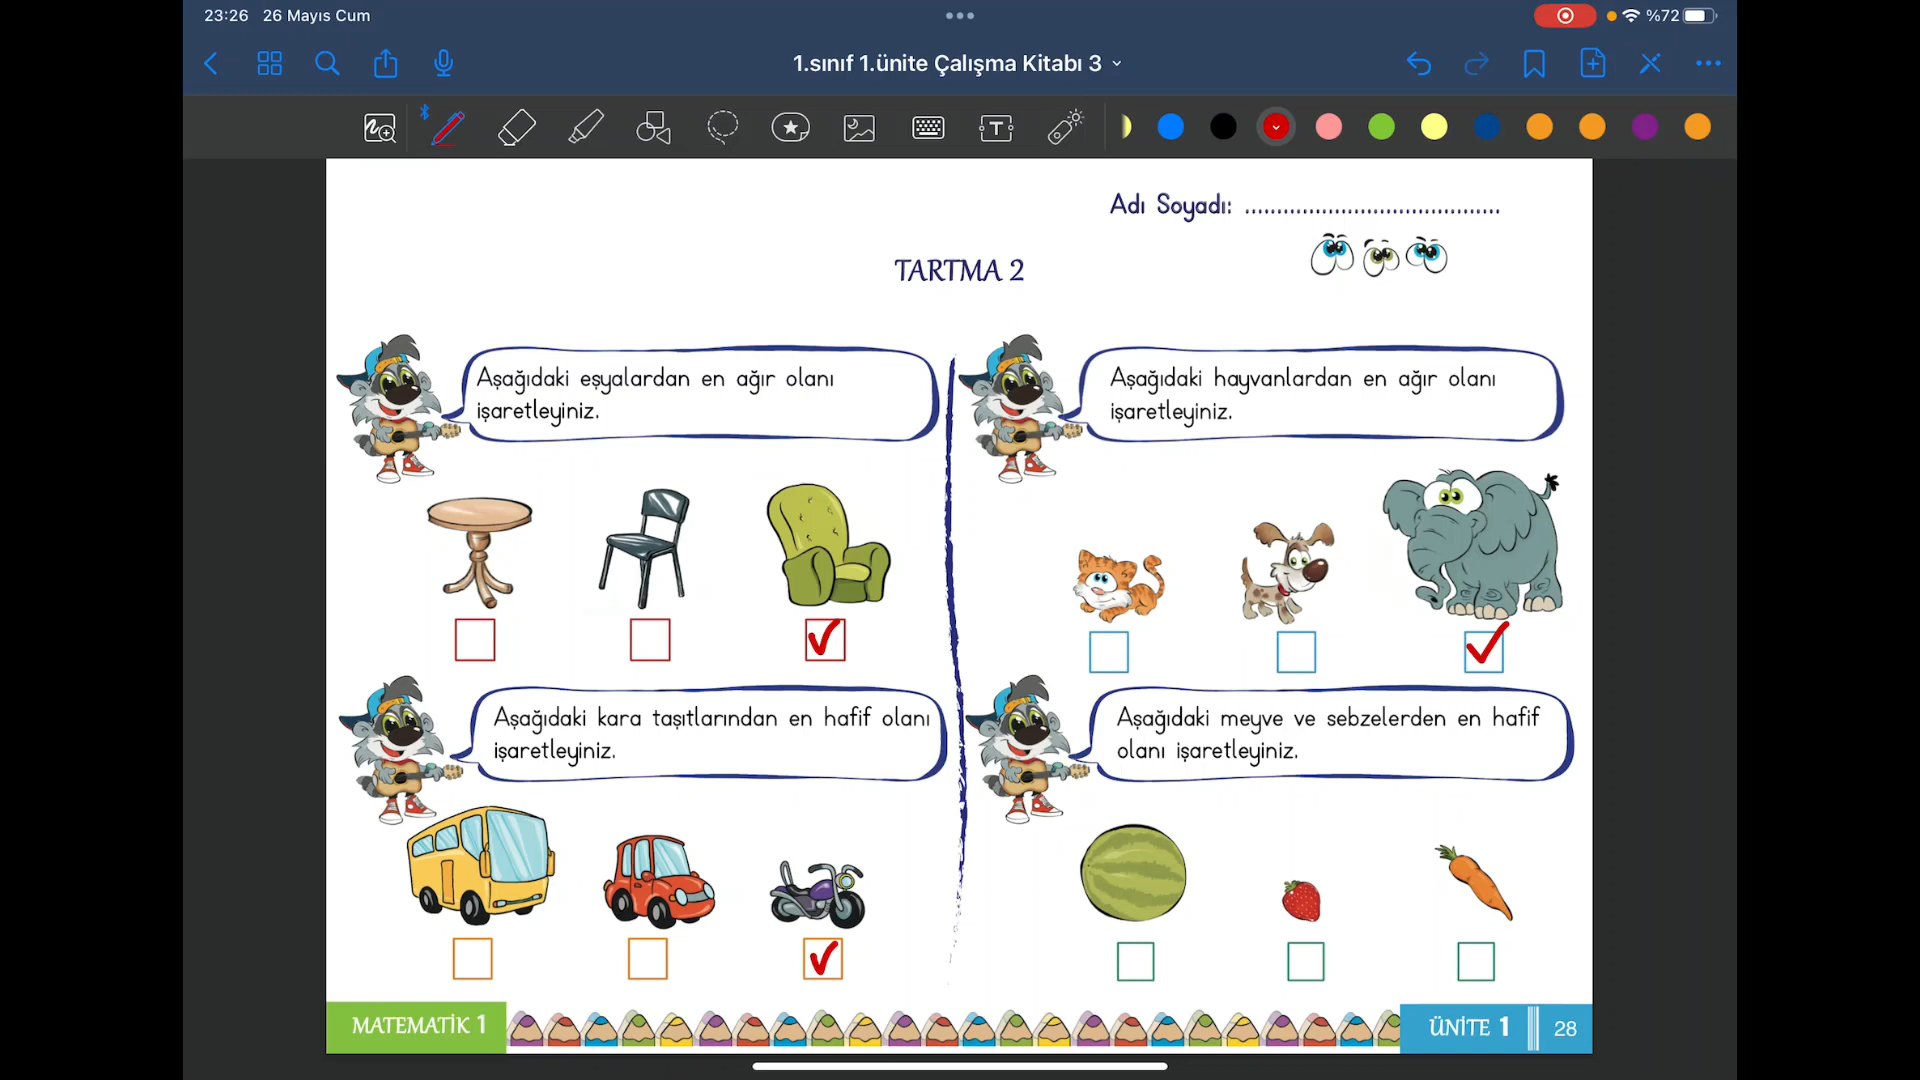 23:26 26 Mayıs Cum
%72
1.sınıf 1.ünite Çalışma Kitabı 3
T
Adı Soyadı: ........................................
TARTMA 2
Aşağıdaki eşyalardan en ağır olanı
işaretleyiniz.
Aşağıdaki hayvanlardan en ağır olanı
işaretleyiniz.
Aşağıdaki kara taşıtlarından en hafif olanı
işaretleyiniz.
Aşağıdaki meyve ve sebzelerden en hafif
olanı işaretleyiniz.
MATEMATİK 1
ÜNİTE 1
28